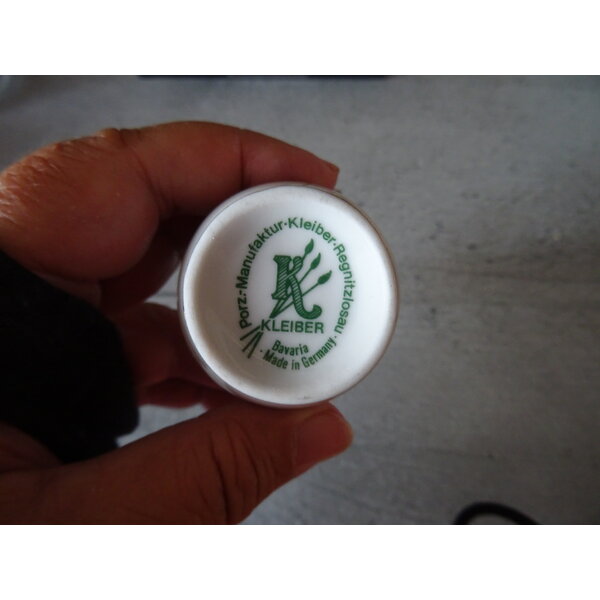 Porz.-Manufaktur·Kleiber·Regnitzlosau
K
KLEIBER
Bavaria
·Made in Germany·